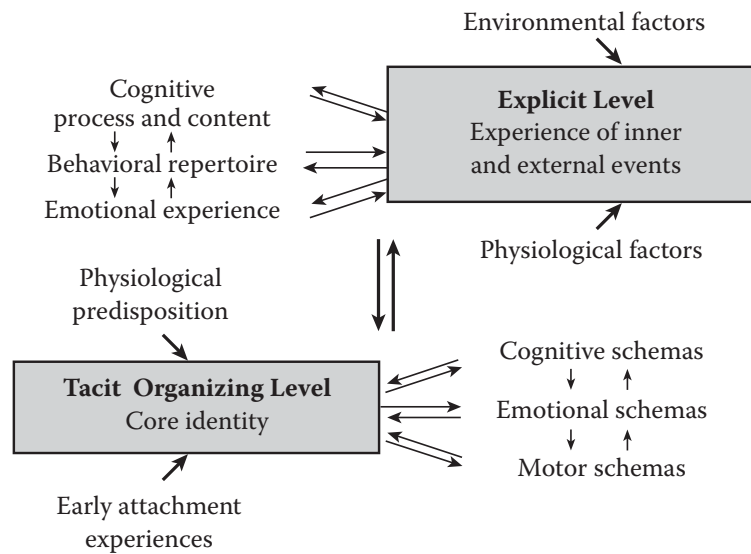 Environmental factors
Cognitive
process and content
Behavioral repertoire
Emotional experience
Explicit Level
Experience of inner
and external events
Physiological factors
Physiological
predisposition
Tacit Organizing Level
Core identity
Early attachment
experiences
Cognitive schemas
Emotional schemas
Motor schemas